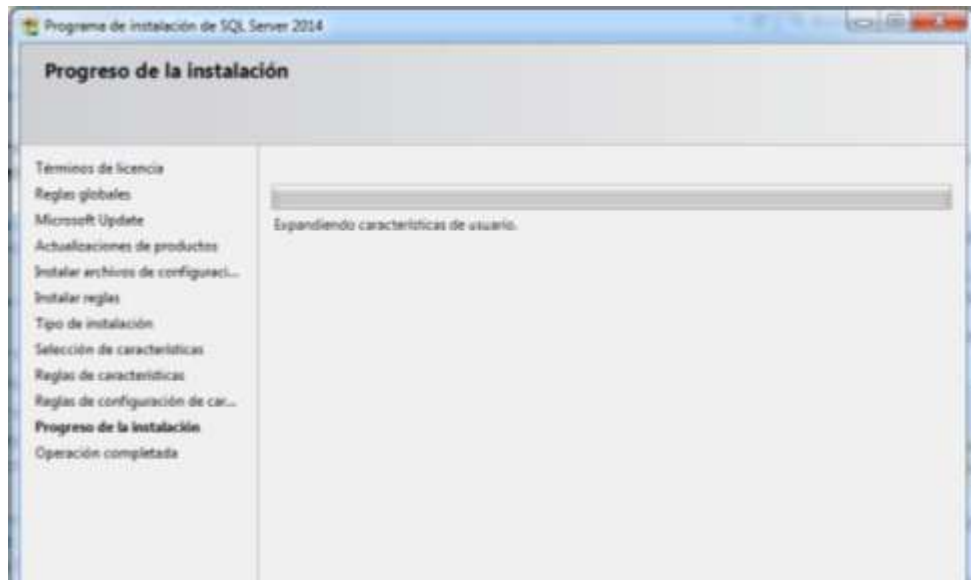 Programa de instalación de SQL Server 2014
Progreso de la instalación
Términos de licencia
Reglas globales
Microsoft Update
Actualizaciones de productos
Instalar archivos de configuraci...
Instalar reglas
Tipo de instalación
Selección de características
Reglas de características
Reglas de configuración de car...
Progreso de la instalación
Operación completada
Expandiendo características de usuario.